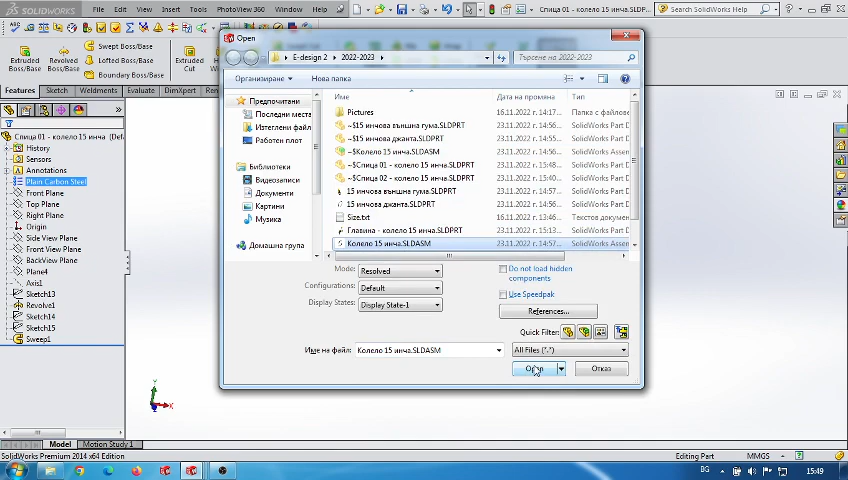 SOLIDWORKS
File Edit View Insert Tools PhotoView 360 Window Help
Спица 01 - колело 15 инча.SLDP...
Search SolidWorks Help
Extruded Boss/Base
Revolved Boss/Base
Swept Boss/Base
Lofted Boss/Base
Boundary Boss/Base
Extruded Cut
Features Sketch Weldments Evaluate DimXpert
Спица 01 - колело 15 инча (Def
History
Sensors
Annotations
Plain Carbon Steel
Front Plane
Top Plane
Right Plane
Origin
Side View Plane
Front View Plane
BackView Plane
Plane4
Axis1
Sketch13
Revolve1
Sketch14
Sketch15
Sweep1
Open
E-design 2 2022-2023
Търсене на 2022-2023
Организиране Нова папка
Предпочитани
Последни места
Изтеглени файл
Работен плот
Библиотеки
Видеозаписи
Документи
Картини
Музика
Домашна група
Име Дата на промяна Тип
Pictures 16.11.2022 г. 14:17... Папка с файлове
~$15 инчова външна гума.SLDPRT 23.11.2022 г. 14:56... SolidWorks Part D
~$15 инчова джанта.SLDPRT 23.11.2022 г. 15:55... SolidWorks Part D
~$Колело 15 инча.SLDASM 23.11.2022 г. 14:57... SolidWorks Assen
~$Спица 01 - колело 15 инча.SLDPRT 23.11.2022 г. 15:48... SolidWorks Part D
~$Спица 02 - колело 15 инча.SLDPRT 23.11.2022 г. 15:40... SolidWorks Part D
15 инчова външна гума.SLDPRT 23.11.2022 г. 14:57... SolidWorks Part D
15 инчова джанта.SLDPRT 23.11.2022 г. 14:56... SolidWorks Part D
Size.txt 16.11.2022 г. 13:46... Текстов докумен
Главина - колело 15 инча.SLDPRT 23.11.2022 г. 14:57... SolidWorks Part D
Колело 15 инча.SLDASM 23.11.2022 г. 14:57... SolidWorks Assen
Mode: Resolved
Configurations: Default
Display States: Display State-1
Do not load hidden components
Use Speedpak
References...
Quick Filter:
Име на файл: Колело 15 инча.SLDASM
All Files (*.*)
Open Отказ
Model Motion Study 1
SolidWorks Premium 2014 x64 Edition
Editing Part MMGS
BG 15:49